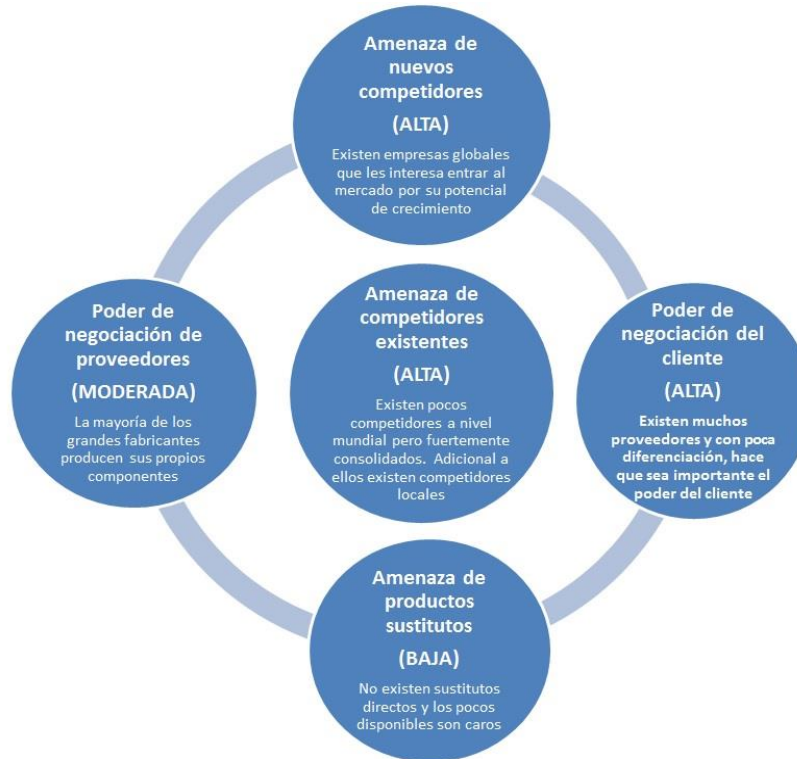 Amenaza de
nuevos
competidores
(ALTA)
Existen empresas globales
que les interesa entrar al
mercado por su potencial
de crecimiento
Poder de
negociación de
proveedores
(MODERADA)
La mayoría de los
grandes fabricantes
producen sus propios
componentes
Amenaza de
competidores
existentes
(ALTA)
Existen pocos
competidores a nivel
mundial pero fuertemente
consolidados. Adicional a
ellos existen competidores
locales
Poder de
negociación del
cliente
(ALTA)
Existen muchos
proveedores y con poca
diferenciación, hace
que sea importante el
poder del cliente
Amenaza de
productos
sustitutos
(BAJA)
No existen sustitutos
directos y los pocos
disponibles son caros